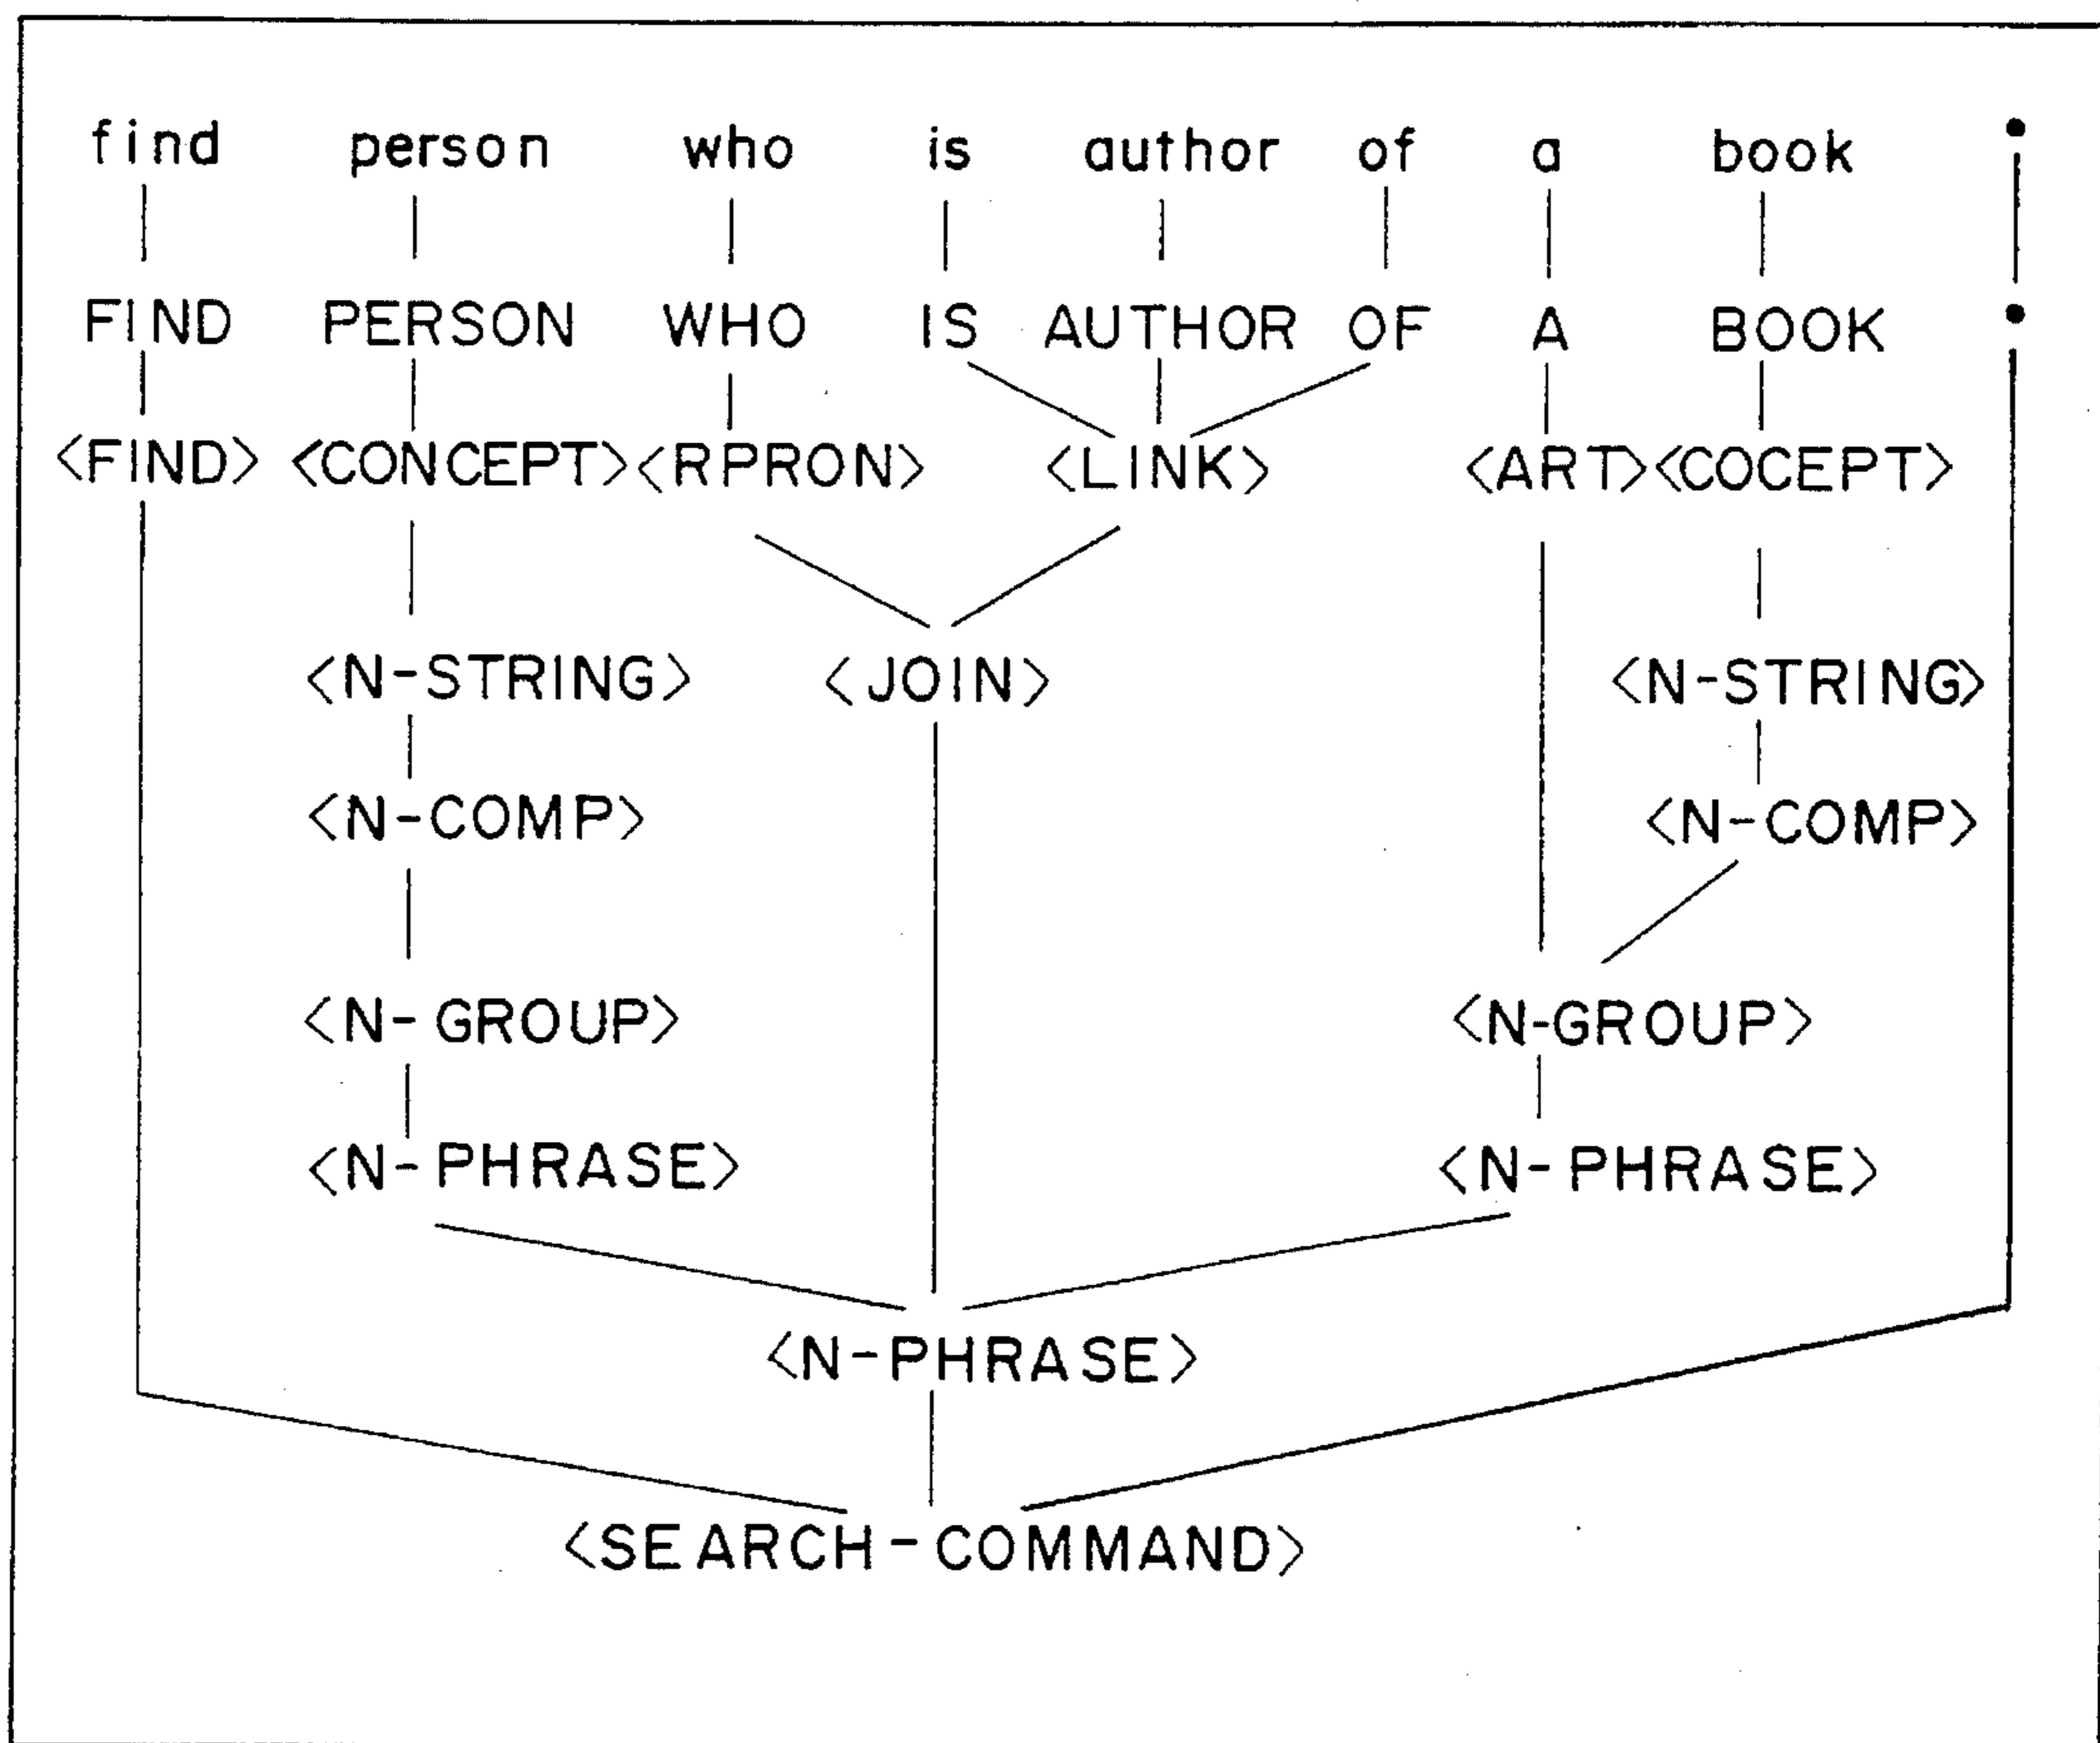 find person who is author of a book .
FIND PERSON WHO IS AUTHOR OF A BOOK .
<FIND> <CONCEPT> <RPRON> <LINK> <ART> <COCEPT>
<N-STRING> <JOIN> <N-STRING>
<N-COMP> <N-COMP>
<N-GROUP> <N-GROUP>
<N-PHRASE> <N-PHRASE>
<N-PHRASE>
<SEARCH-COMMAND>